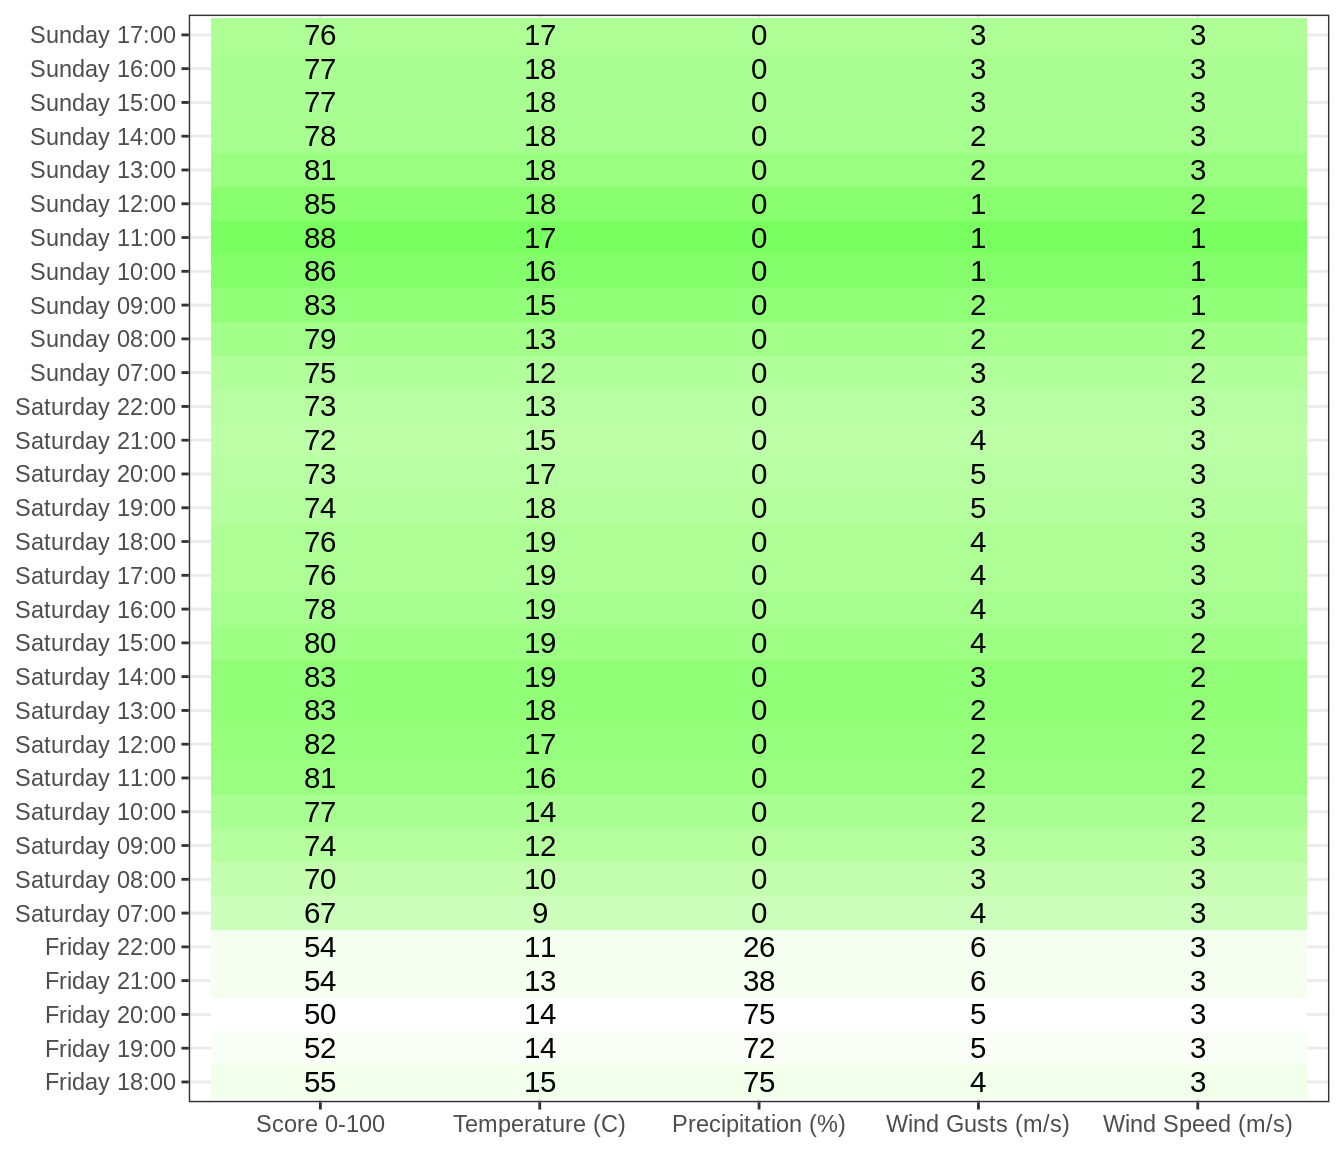 Sunday 17:00 76 17 0 3 3
Sunday 16:00 77 18 0 3 3
Sunday 15:00 77 18 0 3 3
Sunday 14:00 78 18 0 2 3
Sunday 13:00 81 18 0 2 3
Sunday 12:00 85 18 0 1 2
Sunday 11:00 88 17 0 1 1
Sunday 10:00 86 16 0 1 1
Sunday 09:00 83 15 0 2 1
Sunday 08:00 79 13 0 2 2
Sunday 07:00 75 12 0 3 2
Saturday 22:00 73 13 0 3 3
Saturday 21:00 72 15 0 4 3
Saturday 20:00 73 17 0 5 3
Saturday 19:00 74 18 0 5 3
Saturday 18:00 76 19 0 4 3
Saturday 17:00 76 19 0 4 3
Saturday 16:00 78 19 0 4 3
Saturday 15:00 80 19 0 4 2
Saturday 14:00 83 19 0 3 2
Saturday 13:00 83 18 0 2 2
Saturday 12:00 82 17 0 2 2
Saturday 11:00 81 16 0 2 2
Saturday 10:00 77 14 0 2 2
Saturday 09:00 74 12 0 3 3
Saturday 08:00 70 10 0 3 3
Saturday 07:00 67 9 0 4 3
Friday 22:00 54 11 26 6 3
Friday 21:00 54 13 38 6 3
Friday 20:00 50 14 75 5 3
Friday 19:00 52 14 72 5 3
Friday 18:00 55 15 75 4 3
Score 0-100 Temperature (C) Precipitation (%) Wind Gusts (m/s) Wind Speed (m/s)